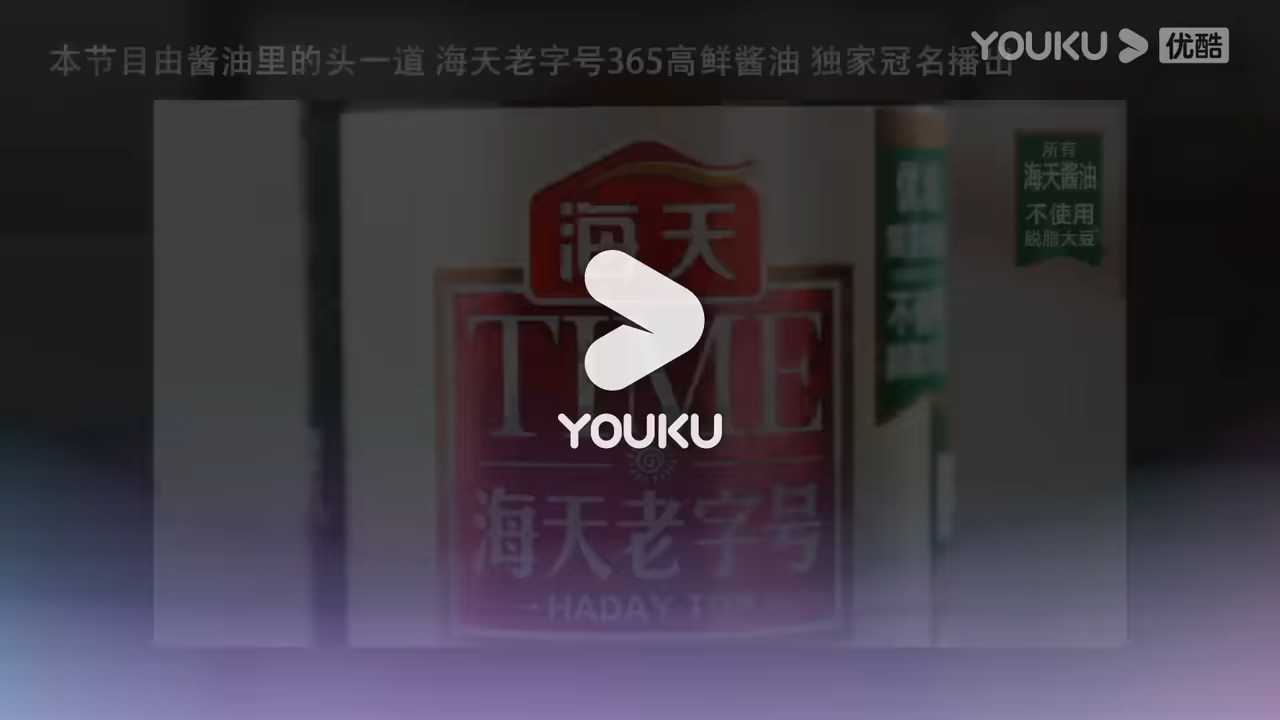 YOUKU 优酷
本节目由酱油里的头一道 海天老字号365高鲜酱油 独家冠名播出
所有
海天酱油
不使用
脱脂大豆
海天
TIME
YOUKU
海天老字号
HADAY